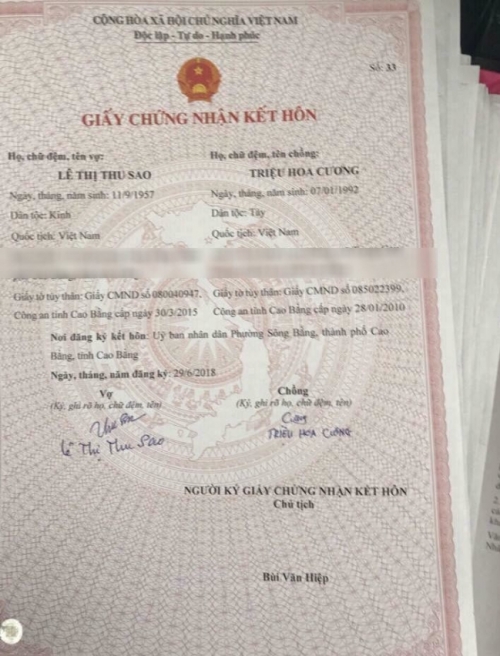 CỘNG HÒA XÃ HỘI CHỦ NGHĨA VIỆT NAM
Độc lập - Tự do - Hạnh phúc
Số: 33
GIẤY CHỨNG NHẬN KẾT HÔN
Họ, chữ đệm, tên vợ: Họ, chữ đệm, tên chồng:
LÊ THỊ THU SAO TRIỆU HOA CƯƠNG
Ngày, tháng, năm sinh: 11/9/1957 Ngày, tháng, năm sinh: 07/01/1992
Dân tộc: Kinh Dân tộc: Tày
Quốc tịch: Việt Nam Quốc tịch: Việt Nam
Giấy tờ tùy thân: Giấy CMND số 080040947, Giấy tờ tùy thân: Giấy CMND số 085022399,
Công an tỉnh Cao Bằng cấp ngày 30/3/2015 Công an tỉnh Cao Bằng cấp ngày 28/01/2010
Nơi đăng ký kết hôn: Uỷ ban nhân dân Phường Sông Bằng, thành phố Cao
Bằng, tỉnh Cao Bằng
Ngày, tháng, năm đăng ký: 29/6/2018
Vợ Chồng
(Ký, ghi rõ họ, chữ đệm, tên) (Ký, ghi rõ họ, chữ đệm, tên)
Lê Thị Thu Sao TRIỆU HOA CƯƠNG
NGƯỜI KÝ GIẤY CHỨNG NHẬN KẾT HÔN
Chủ tịch
Bùi Văn Hiệp